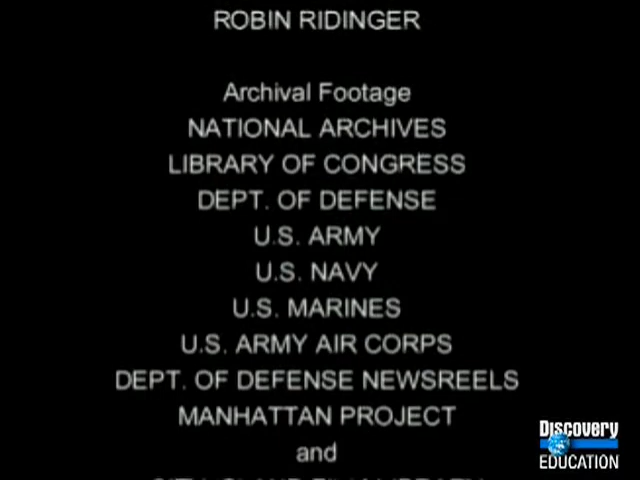 ROBIN RIDINGER
Archival Footage
NATIONAL ARCHIVES
LIBRARY OF CONGRESS
DEPT. OF DEFENSE
U.S. ARMY
U.S. NAVY
U.S. MARINES
U.S. ARMY AIR CORPS
DEPT. OF DEFENSE NEWSREELS
MANHATTAN PROJECT
and
Discovery
EDUCATION